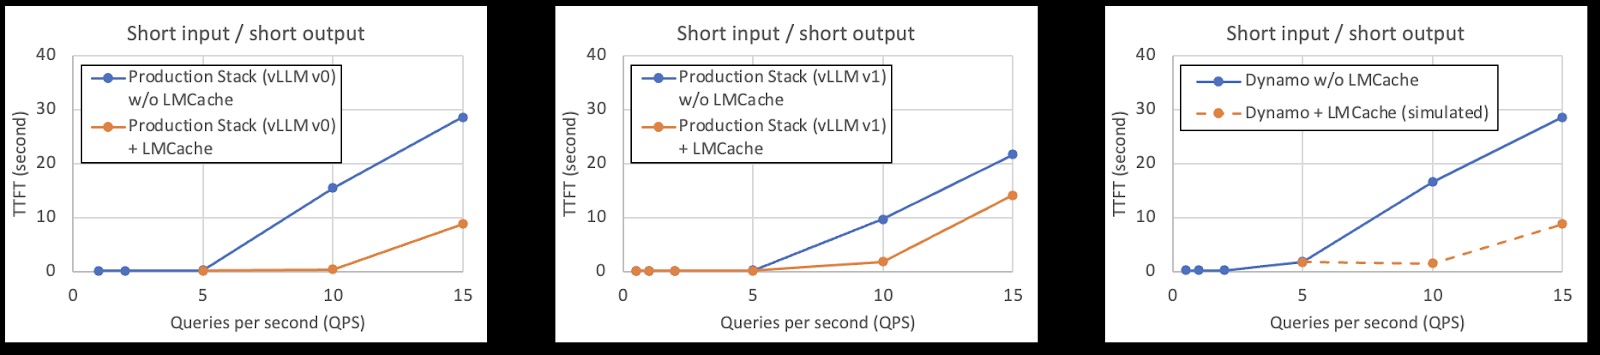 Short input / short output
40
30
20
10
0
TTFT (second)
Production Stack (vLLM v0)
w/o LMCache
Production Stack (vLLM v0)
+ LMCache
0 5 10 15
Queries per second (QPS)
Short input / short output
40
30
20
10
0
TTFT (second)
Production Stack (vLLM v1)
w/o LMCache
Production Stack (vLLM v1)
+ LMCache
0 5 10 15
Queries per second (QPS)
Short input / short output
40
30
20
10
0
TTFT (second)
Dynamo w/o LMCache
Dynamo + LMCache (simulated)
0 5 10 15
Queries per second (QPS)